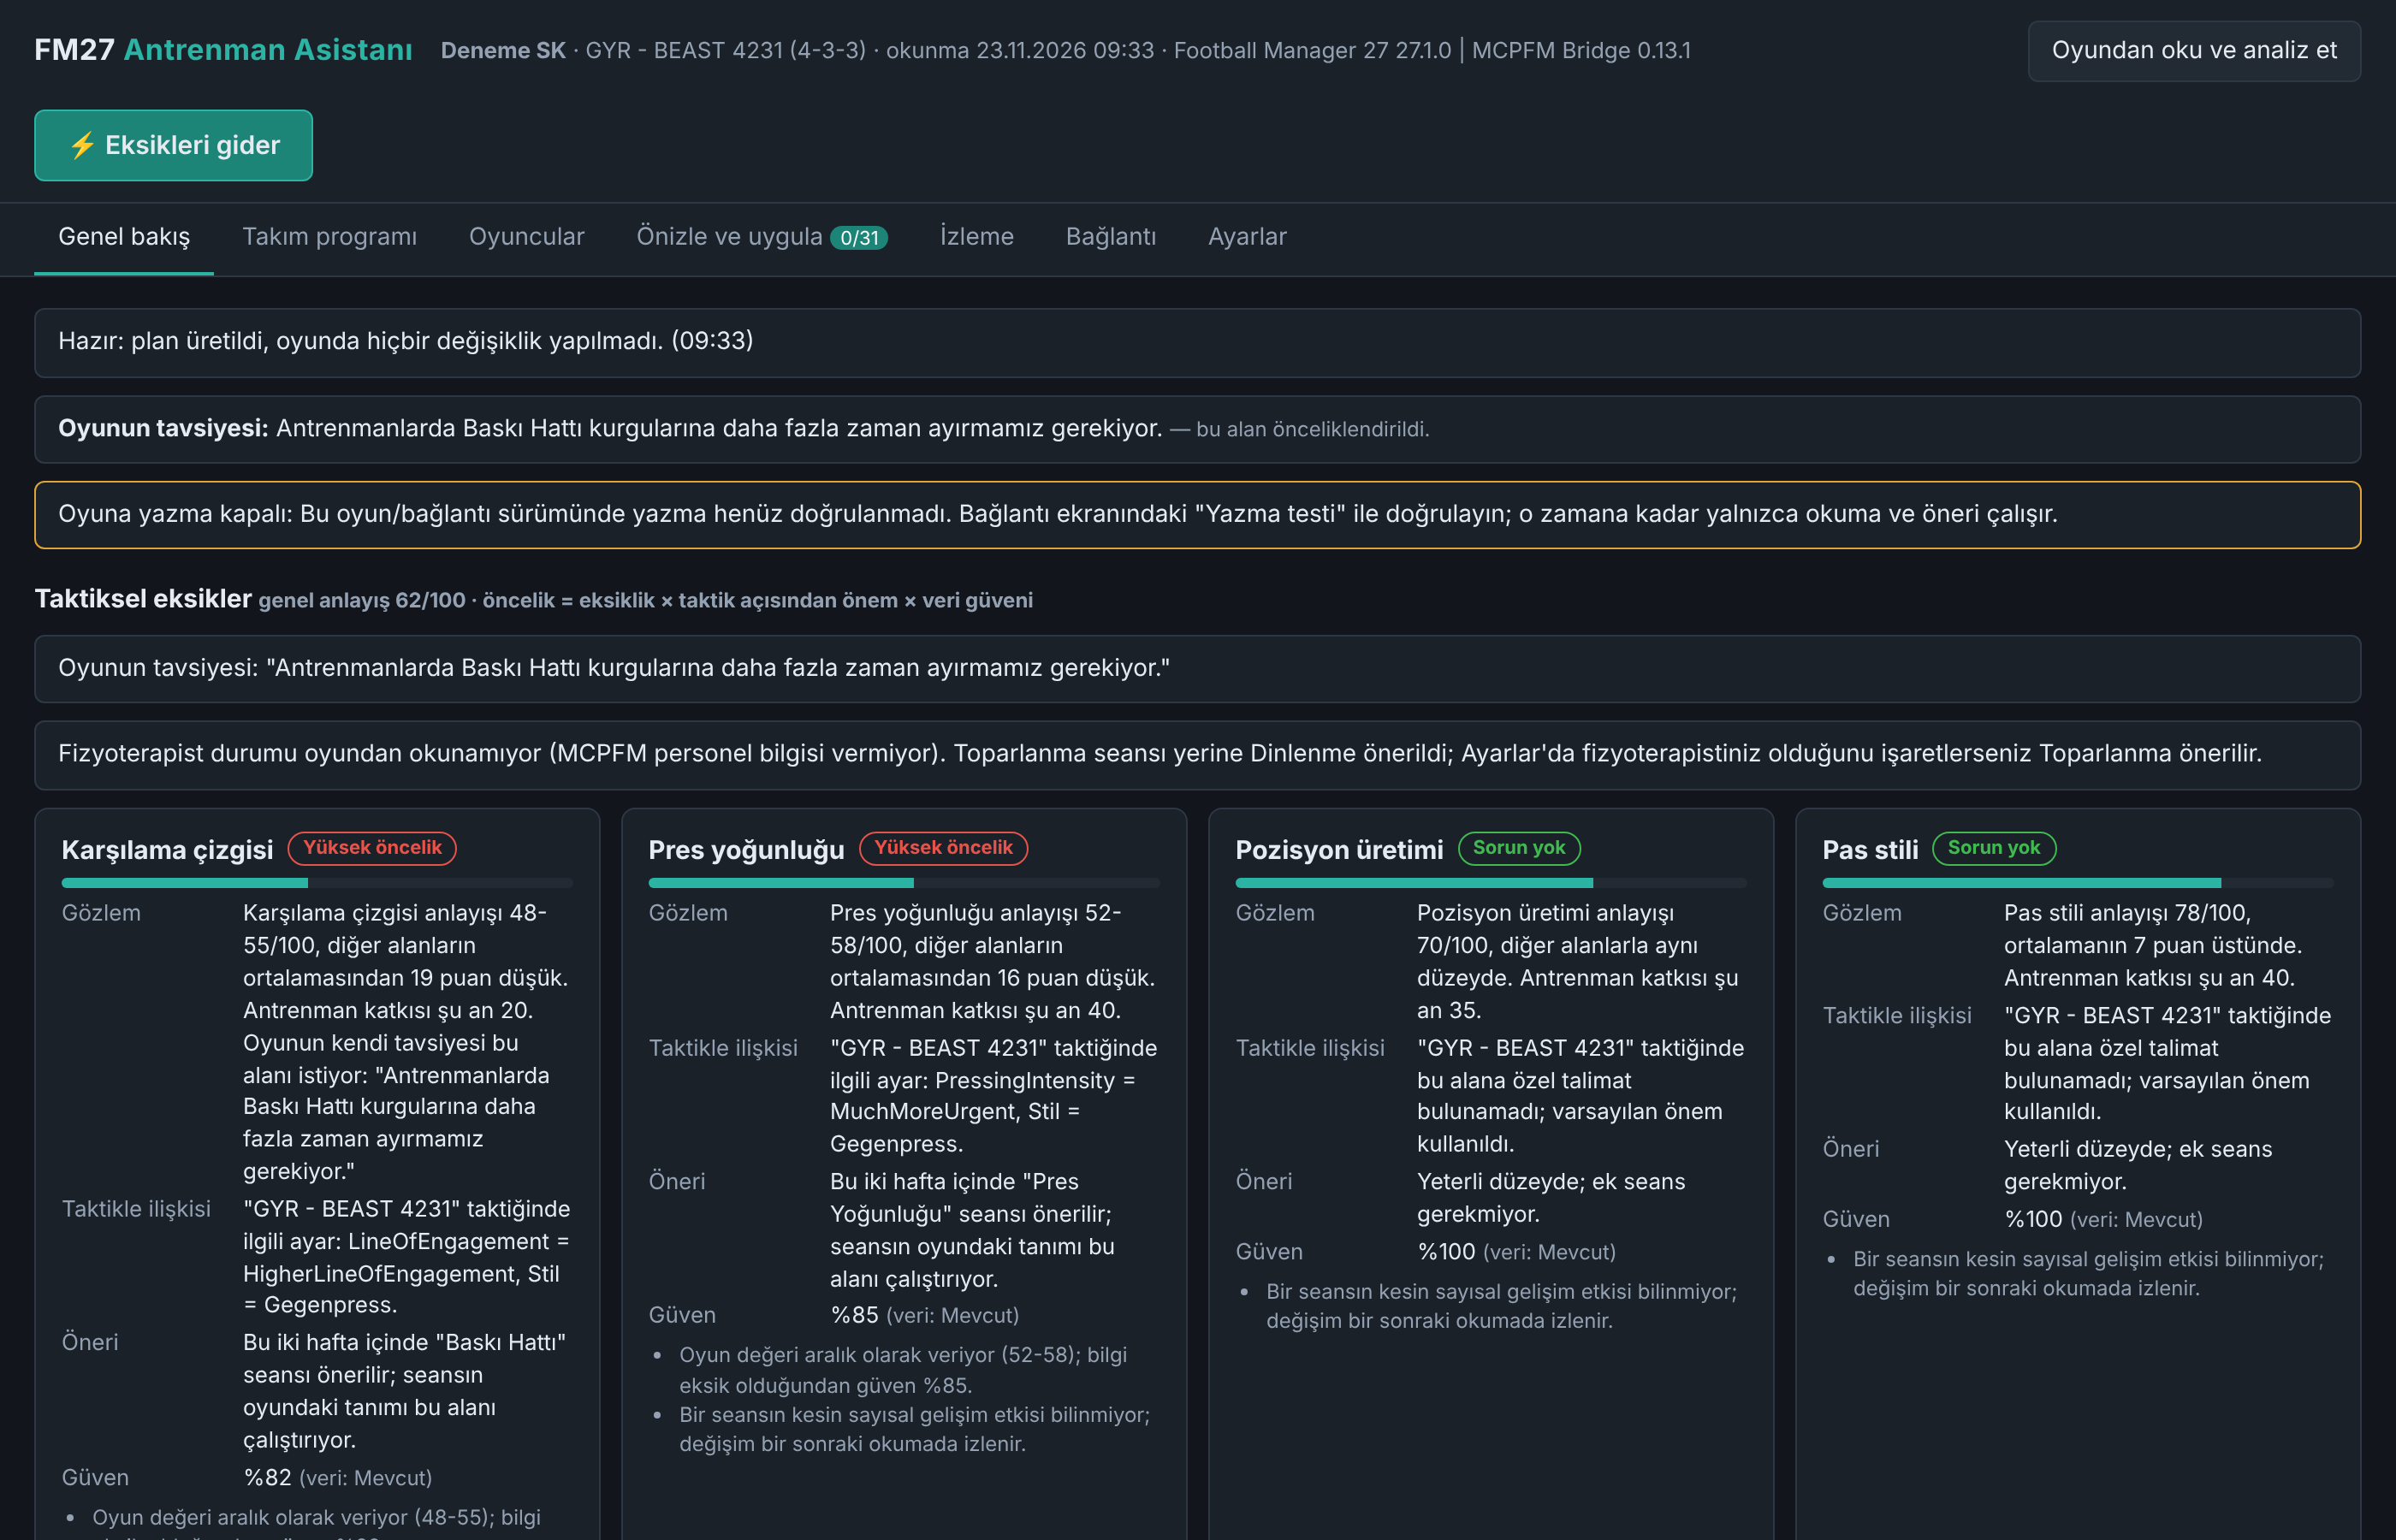 FM27 Antrenman Asistanı Deneme SK · GYR - BEAST 4231 (4-3-3) · okunma 23.11.2026 09:33 · Football Manager 27 27.1.0 | MCPFM Bridge 0.13.1
Oyundan oku ve analiz et
⚡ Eksikleri gider
Genel bakış Takım programı Oyuncular Önizle ve uygula 0/31 İzleme Bağlantı Ayarlar
Hazır: plan üretildi, oyunda hiçbir değişiklik yapılmadı. (09:33)
Oyunun tavsiyesi: Antrenmanlarda Baskı Hattı kurgularına daha fazla zaman ayırmamız gerekiyor. — bu alan önceliklendirildi.
Oyuna yazma kapalı: Bu oyun/bağlantı sürümünde yazma henüz doğrulanmadı. Bağlantı ekranındaki "Yazma testi" ile doğrulayın; o zamana kadar yalnızca okuma ve öneri çalışır.
Taktiksel eksikler genel anlayış 62/100 · öncelik = eksiklik × taktik açısından önem × veri güveni
Oyunun tavsiyesi: "Antrenmanlarda Baskı Hattı kurgularına daha fazla zaman ayırmamız gerekiyor."
Fizyoterapist durumu oyundan okunamıyor (MCPFM personel bilgisi vermiyor). Toparlanma seansı yerine Dinlenme önerildi; Ayarlar'da fizyoterapistiniz olduğunu işaretlerseniz Toparlanma önerilir.
Karşılama çizgisi Yüksek öncelik
Gözlem
Karşılama çizgisi anlayışı 48-
55/100, diğer alanların
ortalamasından 19 puan düşük.
Antrenman katkısı şu an 20.
Oyunun kendi tavsiyesi bu
alanı istiyor: "Antrenmanlarda
Baskı Hattı kurgularına daha
fazla zaman ayırmamız
gerekiyor."
Taktikle ilişkisi
"GYR - BEAST 4231" taktiğinde
ilgili ayar: LineOfEngagement =
HigherLineOfEngagement, Stil
= Gegenpress.
Öneri
Bu iki hafta içinde "Baskı Hattı"
seansı önerilir; seansın
oyundaki tanımı bu alanı
çalıştırıyor.
Güven
%82 (veri: Mevcut)
• Oyun değeri aralık olarak veriyor (48-55); bilgi
Pres yoğunluğu Yüksek öncelik
Gözlem
Pres yoğunluğu anlayışı 52-
58/100, diğer alanların
ortalamasından 16 puan düşük.
Antrenman katkısı şu an 40.
Taktikle ilişkisi
"GYR - BEAST 4231" taktiğinde
ilgili ayar: PressingIntensity =
MuchMoreUrgent, Stil =
Gegenpress.
Öneri
Bu iki hafta içinde "Pres
Yoğunluğu" seansı önerilir;
seansın oyundaki tanımı bu
alanı çalıştırıyor.
Güven
%85 (veri: Mevcut)
• Oyun değeri aralık olarak veriyor (52-58); bilgi
eksik olduğundan güven %85.
• Bir seansın kesin sayısal gelişim etkisi bilinmiyor;
değişim bir sonraki okumada izlenir.
Pozisyon üretimi Sorun yok
Gözlem
Pozisyon üretimi anlayışı
70/100, diğer alanlarla aynı
düzeyde. Antrenman katkısı şu
an 35.
Taktikle ilişkisi
"GYR - BEAST 4231" taktiğinde
bu alana özel talimat
bulunamadı; varsayılan önem
kullanıldı.
Öneri
Yeterli düzeyde; ek seans
gerekmiyor.
Güven
%100 (veri: Mevcut)
• Bir seansın kesin sayısal gelişim etkisi bilinmiyor;
değişim bir sonraki okumada izlenir.
Pas stili Sorun yok
Gözlem
Pas stili anlayışı 78/100,
ortalamanın 7 puan üstünde.
Antrenman katkısı şu an 40.
Taktikle ilişkisi
"GYR - BEAST 4231" taktiğinde
bu alana özel talimat
bulunamadı; varsayılan önem
kullanıldı.
Öneri
Yeterli düzeyde; ek seans
gerekmiyor.
Güven
%100 (veri: Mevcut)
• Bir seansın kesin sayısal gelişim etkisi bilinmiyor;
değişim bir sonraki okumada izlenir.